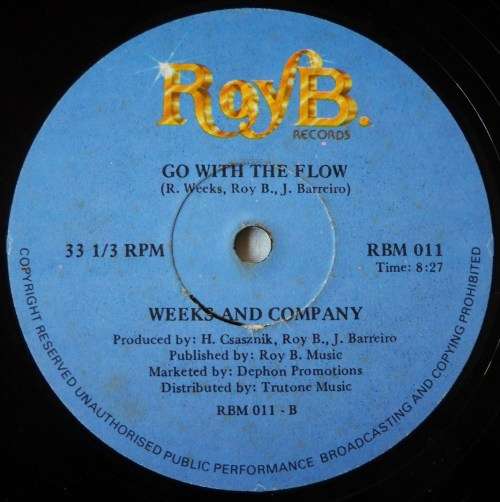 Roy B.
RECORDS
GO WITH THE FLOW
(R. Weeks, Roy B., J. Barreiro)
33 1/3 RPM
RBM 011
Time: 8:27
WEEKS AND COMPANY
Produced by: H. Csasznik, Roy B., J. Barreiro
Published by: Roy B. Music
Marketed by: Dephon Promotions
Distributed by: Trutone Music
RBM 011 - B
COPYRIGHT RESERVED UNAUTHORISED PUBLIC PERFORMANCE BROADCASTING AND COPYING PROHIBITED